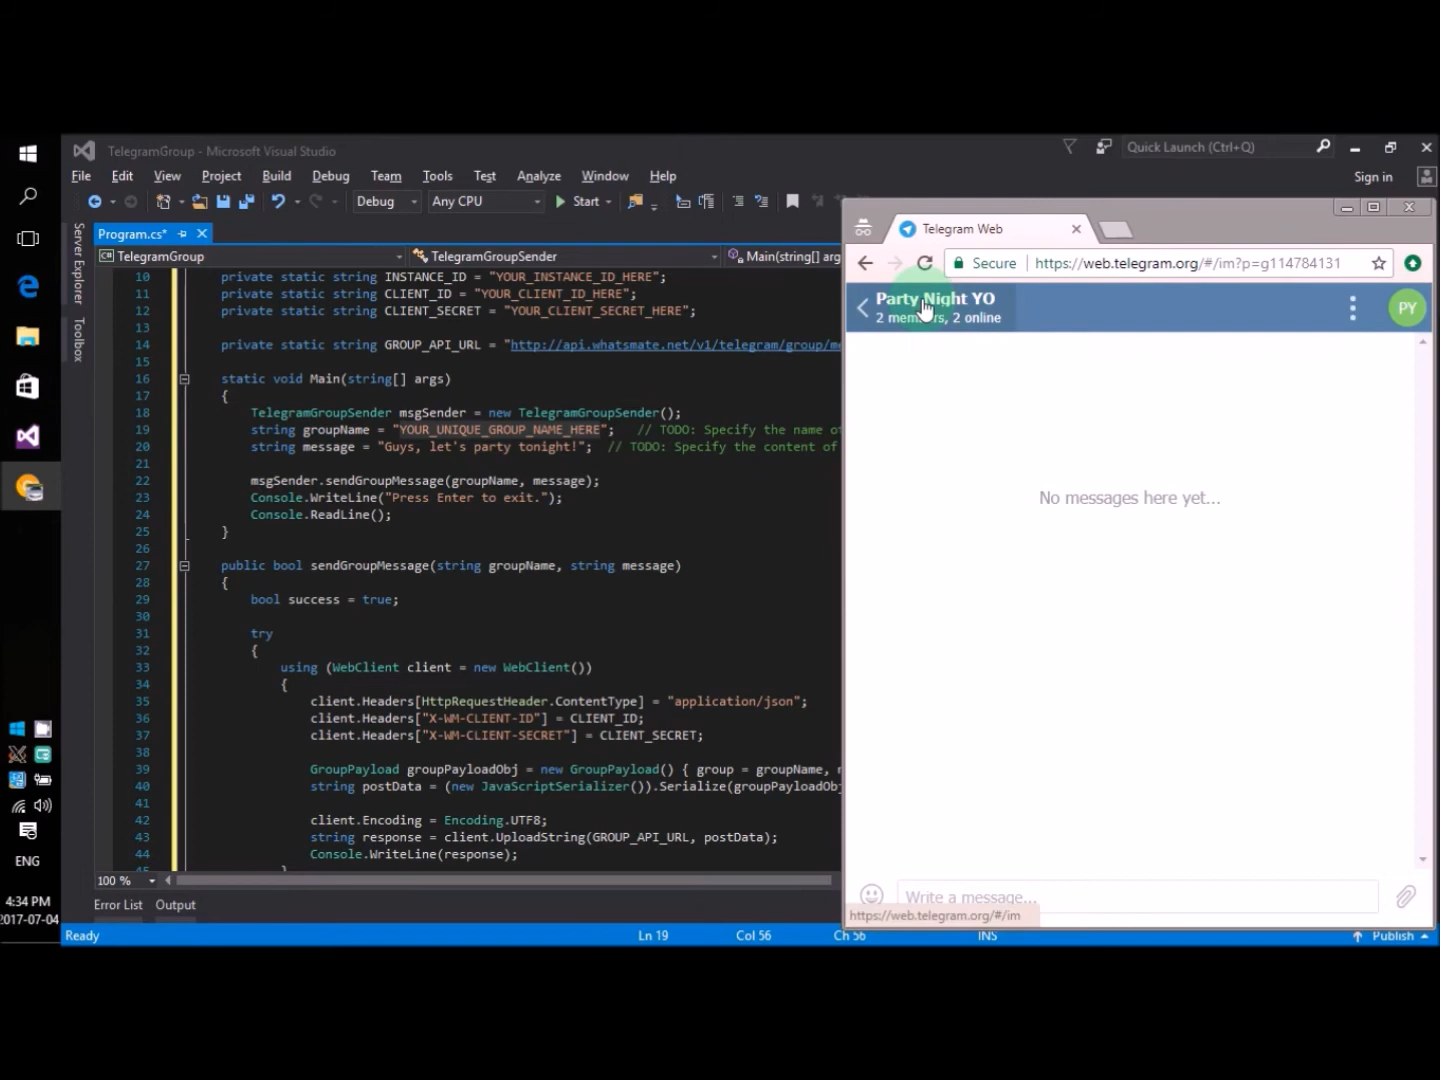 TelegramGroup - Microsoft Visual Studio
Quick Launch (Ctrl+Q)
File Edit View Project Build Debug Team Tools Test Analyze Window Help
Sign in
Debug Any CPU Start
Server Explorer
Toolbox
Program.cs*
TelegramGroup TelegramGroupSender Main(string[] arg
10 private static string INSTANCE_ID = "YOUR_INSTANCE_ID_HERE";
11 private static string CLIENT_ID = "YOUR_CLIENT_ID_HERE";
12 private static string CLIENT_SECRET = "YOUR_CLIENT_SECRET_HERE";
13
14 private static string GROUP_API_URL = "http://api.whatsmate.net/v1/telegram/group/me
15
16 static void Main(string[] args)
17 {
18 TelegramGroupSender msgSender = new TelegramGroupSender();
19 string groupName = "YOUR_UNIQUE_GROUP_NAME_HERE"; // TODO: Specify the name of
20 string message = "Guys, let's party tonight!"; // TODO: Specify the content of
21
22 msgSender.sendGroupMessage(groupName, message);
23 Console.WriteLine("Press Enter to exit.");
24 Console.ReadLine();
25 }
26
27 public bool sendGroupMessage(string groupName, string message)
28 {
29 bool success = true;
30
31 try
32 {
33 using (WebClient client = new WebClient())
34 {
35 client.Headers[HttpRequestHeader.ContentType] = "application/json";
36 client.Headers["X-WM-CLIENT-ID"] = CLIENT_ID;
37 client.Headers["X-WM-CLIENT-SECRET"] = CLIENT_SECRET;
38
39 GroupPayload groupPayloadObj = new GroupPayload() { group = groupName,
40 string postData = (new JavaScriptSerializer()).Serialize(groupPayloadObj
41
42 client.Encoding = Encoding.UTF8;
43 string response = client.UploadString(GROUP_API_URL, postData);
44 Console.WriteLine(response);
45 }
100 %
Error List Output
Ready Ln 19 Col 56 Ch 56 INS Publish
Telegram Web
Secure https://web.telegram.org/#/im?p=g114784131
Party Night YO
2 members, 2 online
PY
No messages here yet...
Write a message...
https://web.telegram.org/#/im
ENG
4:34 PM
2017-07-04